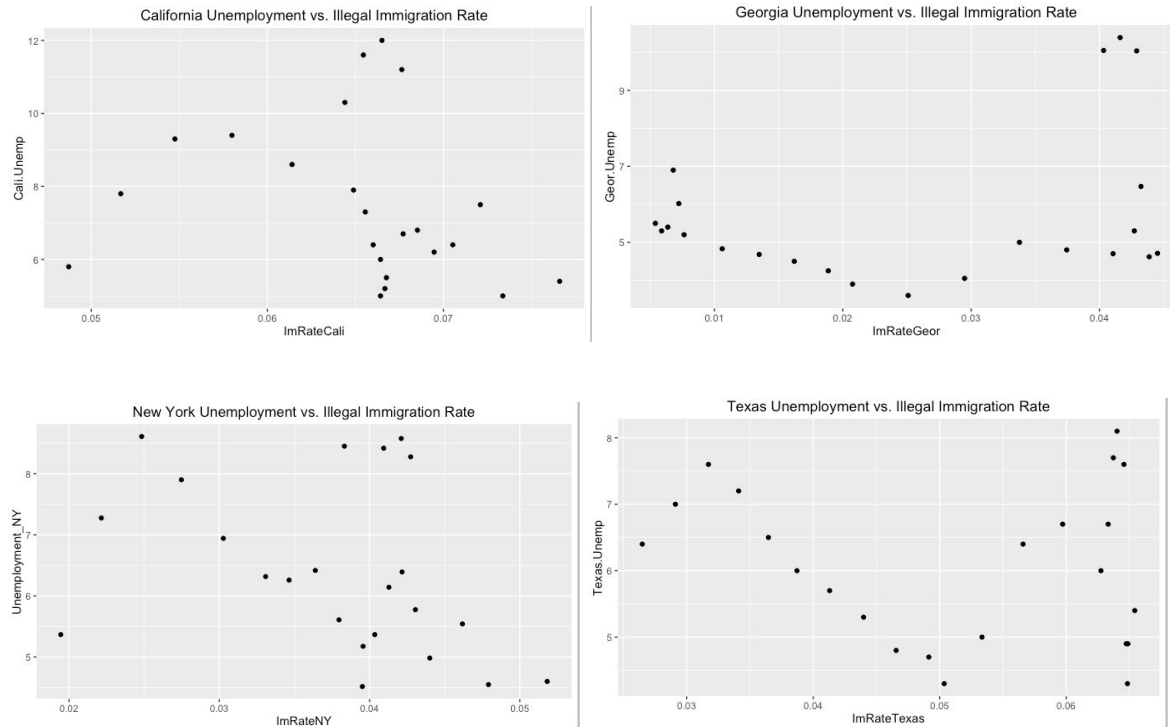 California Unemployment vs. Illegal Immigration Rate
12
10
8
6
Cali.Unemp
0.05 0.06 0.07
ImRateCali
Georgia Unemployment vs. Illegal Immigration Rate
9
7
5
Geor.Unemp
0.01 0.02 0.03 0.04
ImRateGeor
New York Unemployment vs. Illegal Immigration Rate
8
7
6
5
Unemployment_NY
0.02 0.03 0.04 0.05
ImRateNY
Texas Unemployment vs. Illegal Immigration Rate
8
7
6
5
Texas.Unemp
0.03 0.04 0.05 0.06
ImRateTexas